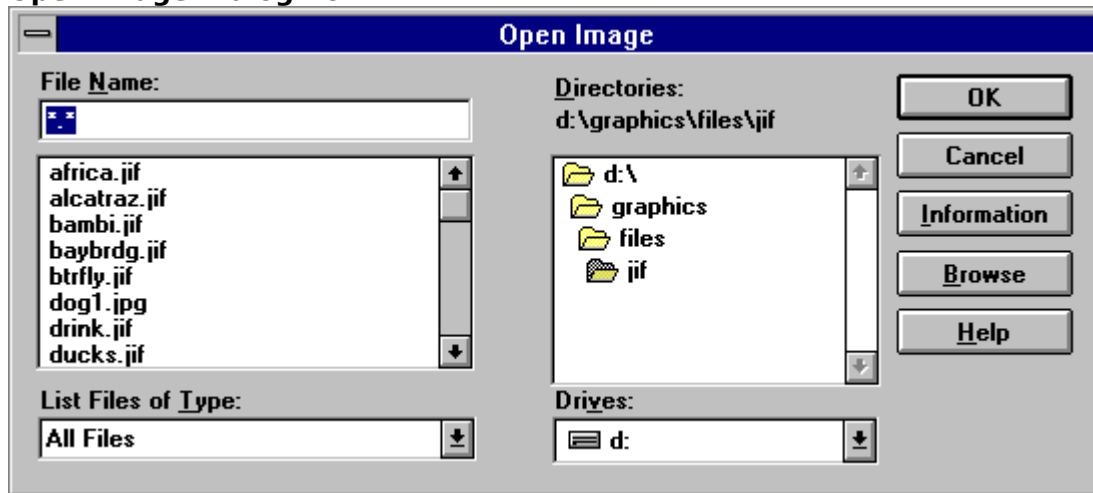 Open Image
File Name:
*.*
africa.jif
alcatraz.jif
bambi.jif
baybrdg.jif
btrfly.jif
dog1.jpg
drink.jif
ducks.jif
List Files of Type:
All Files
Directories:
d:\graphics\files\jif
d:\
graphics
files
jif
Drives:
d:
OK
Cancel
Information
Browse
Help